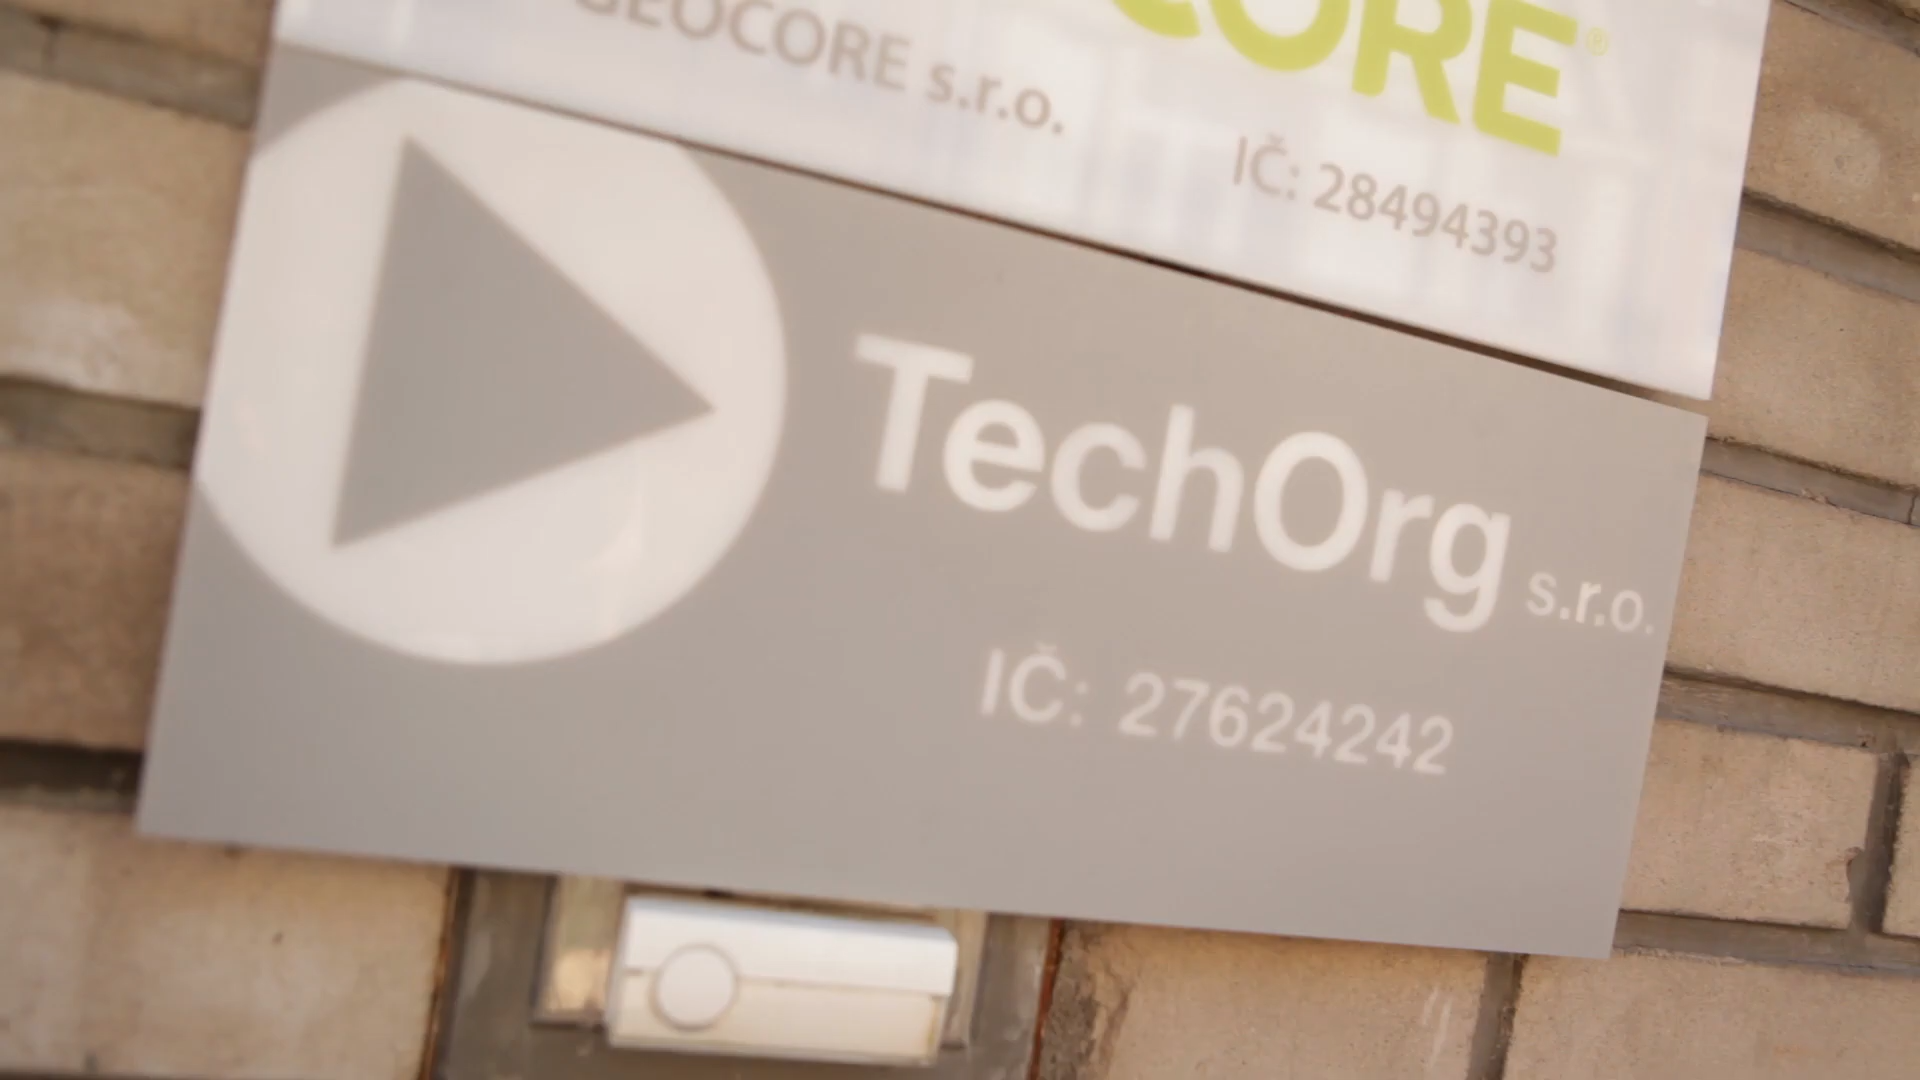 CORE®
GEOCORE s.r.o.
IČ: 28494393
TechOrg s.r.o.
IČ: 27624242